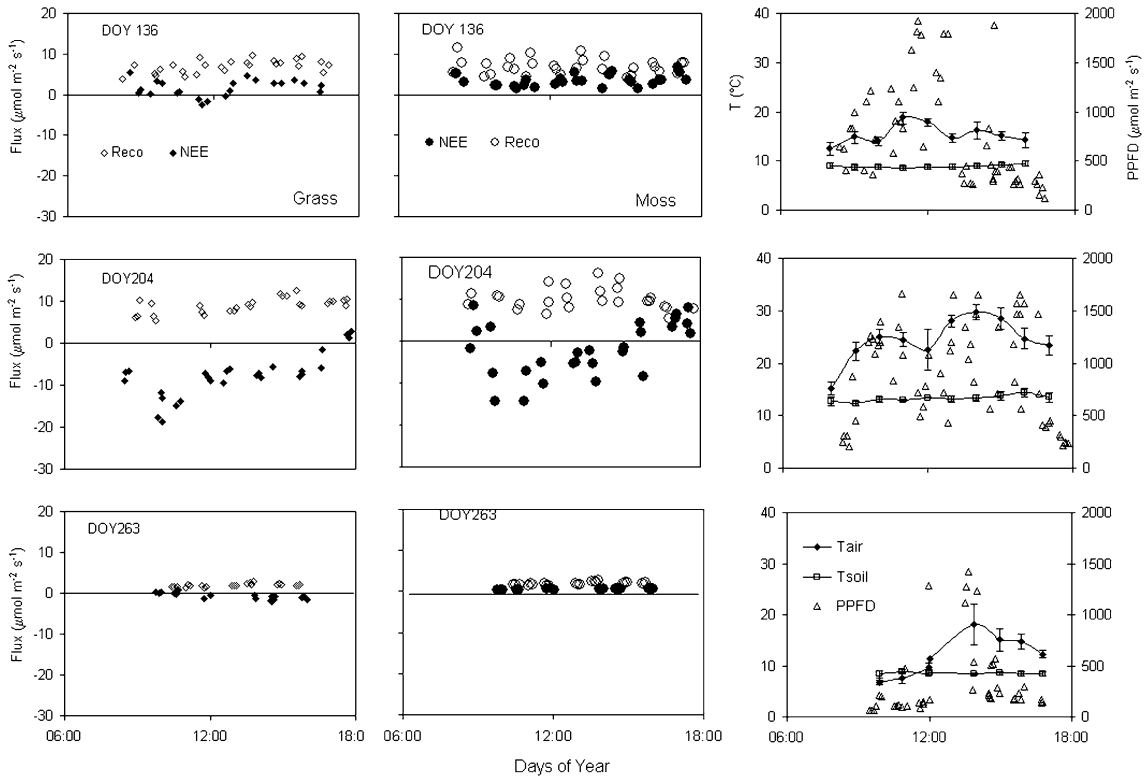 20
10
0
-10
-20
-30
Flux (µmol m-2 s-1)
DOY 136
Reco NEE
Grass
DOY 136
NEE Reco
Moss
40
30
20
10
0
T (°C)
2000
1500
1000
500
0
PPFD
(µmol m-2 s-1)
20
10
0
-10
-20
-30
Flux (µmol m-2 s-1)
DOY204
DOY204
40
30
20
10
0
2000
1500
1000
500
0
20
10
0
-10
-20
-30
Flux (µmol m-2 s-1)
DOY263
DOY263
40
30
20
10
0
Tair
Tsoil
PPFD
2000
1500
1000
500
0
06:00 12:00 18:0
06:00 12:00 18:00
06:00 12:00 18:00
Days of Year